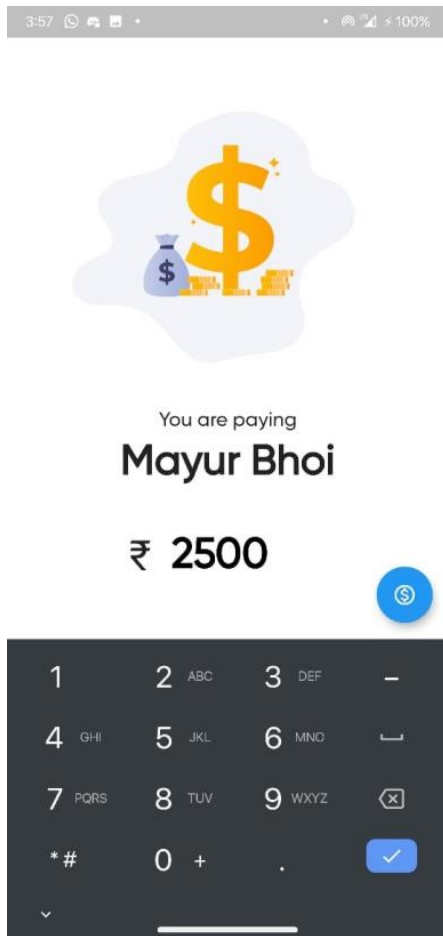 3:57 100%
$
$
You are paying
Mayur Bhoi
₹ 2500
$
1 2 ABC 3 DEF -
4 GHI 5 JKL 6 MNO
7 PQRS 8 TUV 9 WXYZ
*# 0 + .